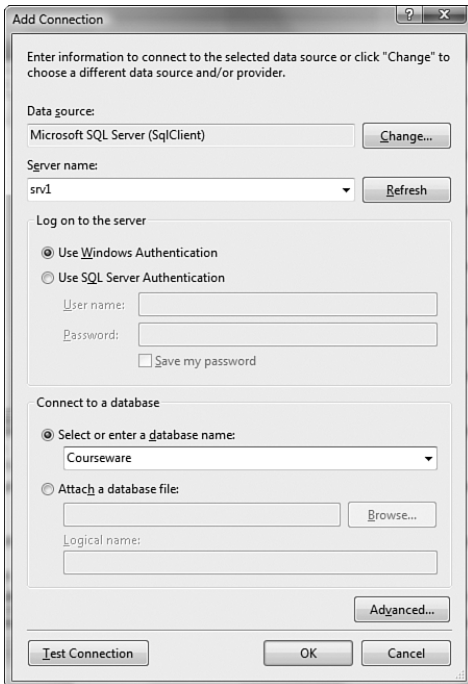 Add Connection
?
Enter information to connect to the selected data source or click "Change" to
choose a different data source and/or provider.
Data source:
Microsoft SQL Server (SqlClient)
Change...
Server name:
srv1
Refresh
Log on to the server
Use Windows Authentication
Use SQL Server Authentication
User name:
Password:
Save my password
Connect to a database
Select or enter a database name:
Courseware
Attach a database file:
Browse...
Logical name:
Advanced...
Test Connection
OK
Cancel